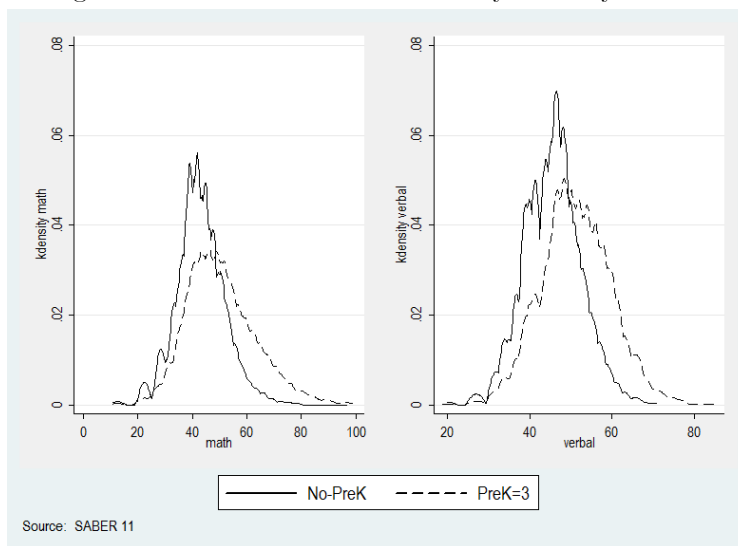 kdensity math
0
.02
.04
.06
.08
0
20
40
60
80
100
math
kdensity verbal
0
.02
.04
.06
.08
20
40
60
80
verbal
No-PreK
PreK=3
Source: SABER 11